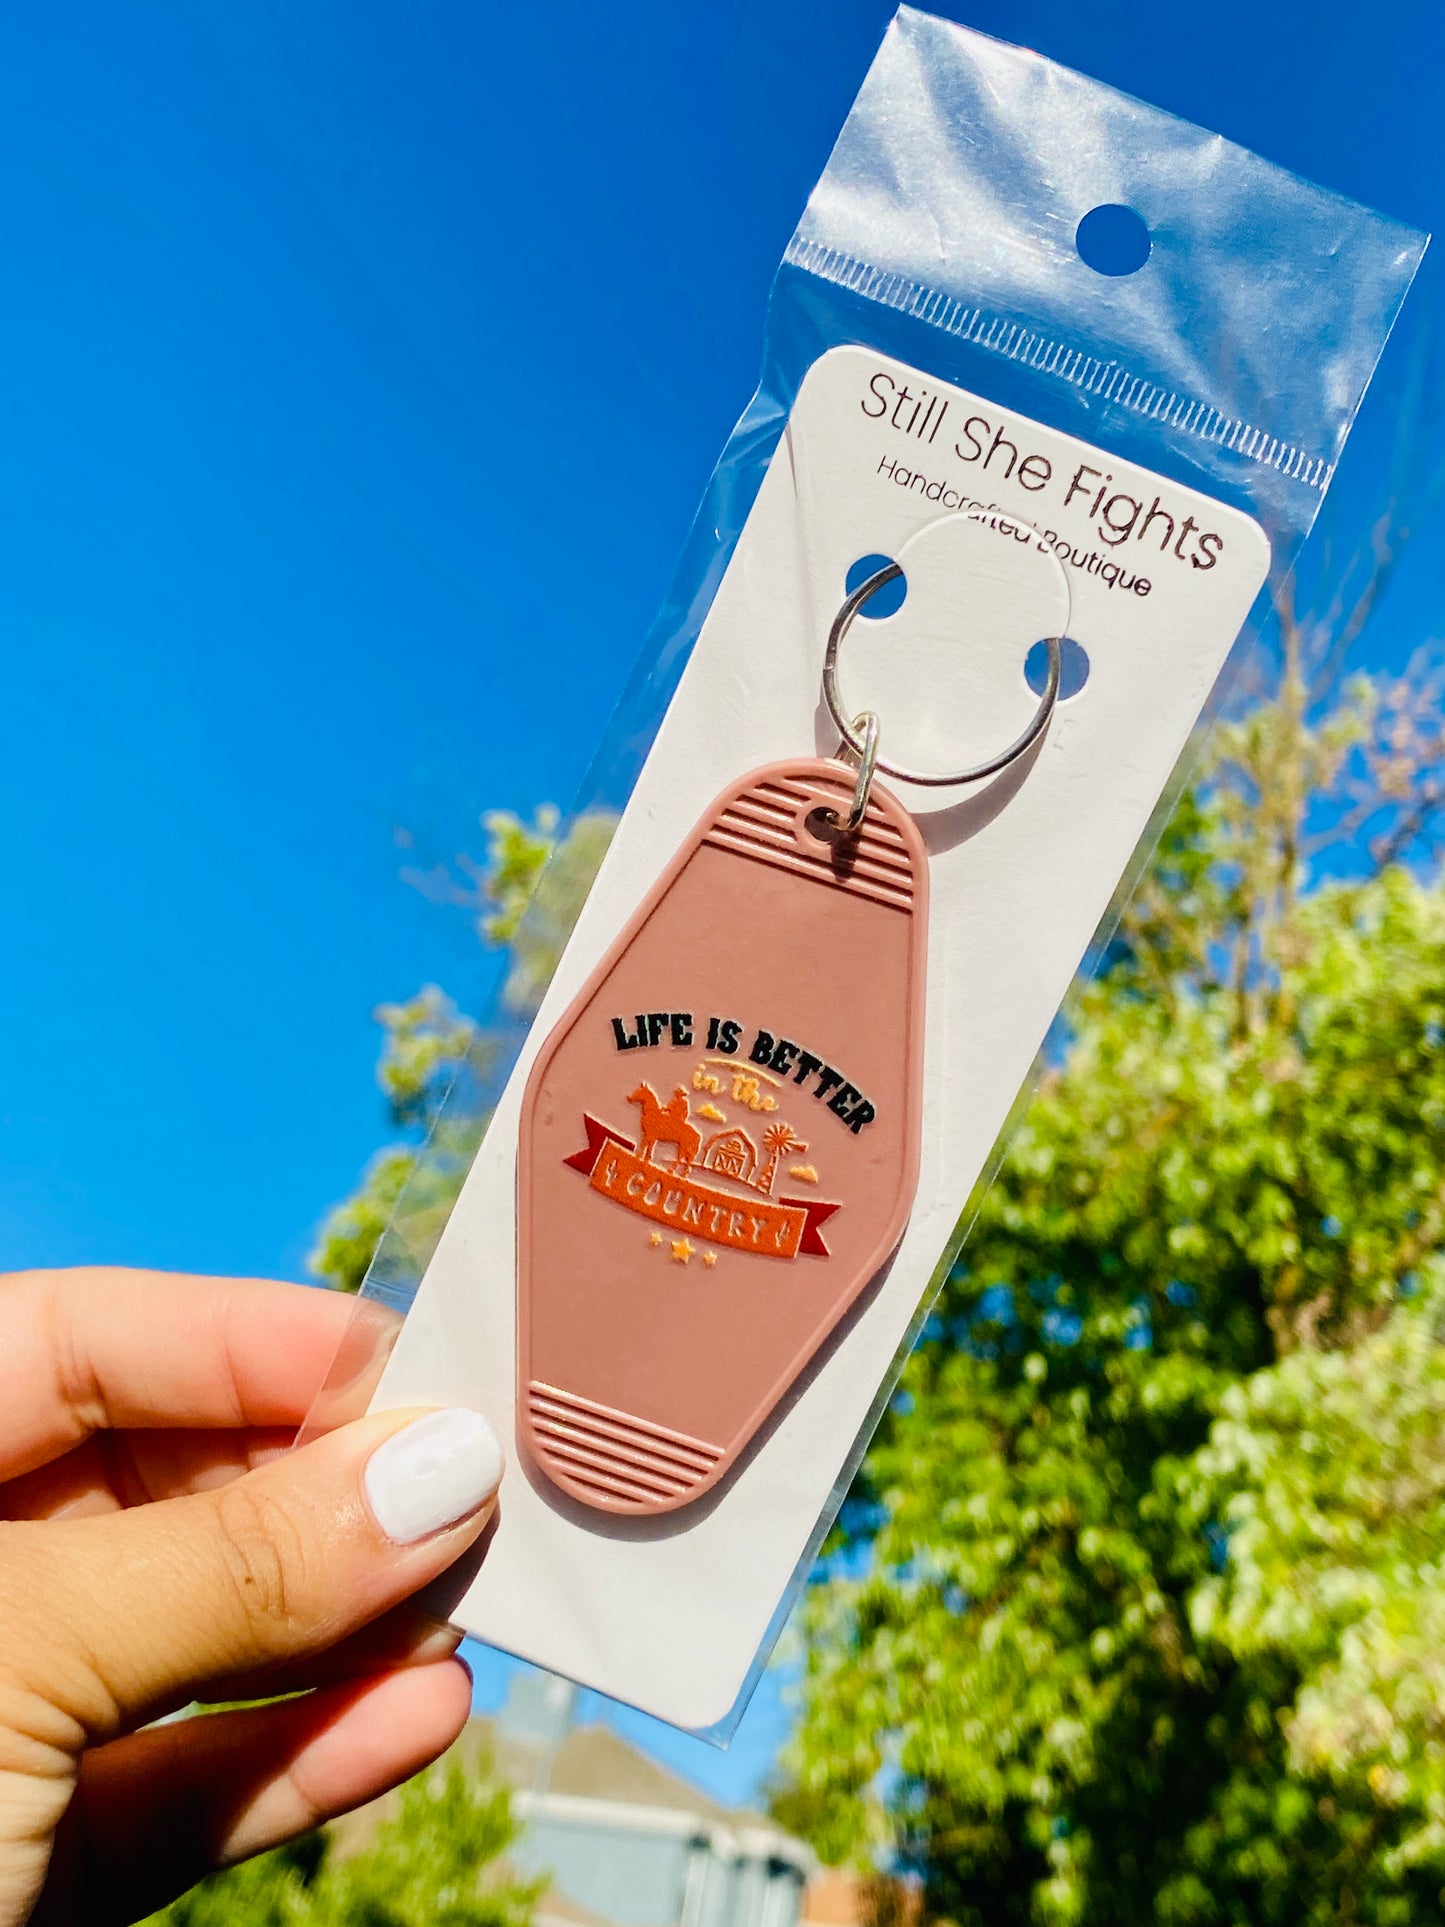 Still She Fights
Handcrafted Boutique
LIFE IS BETTER
in the
COUNTRY